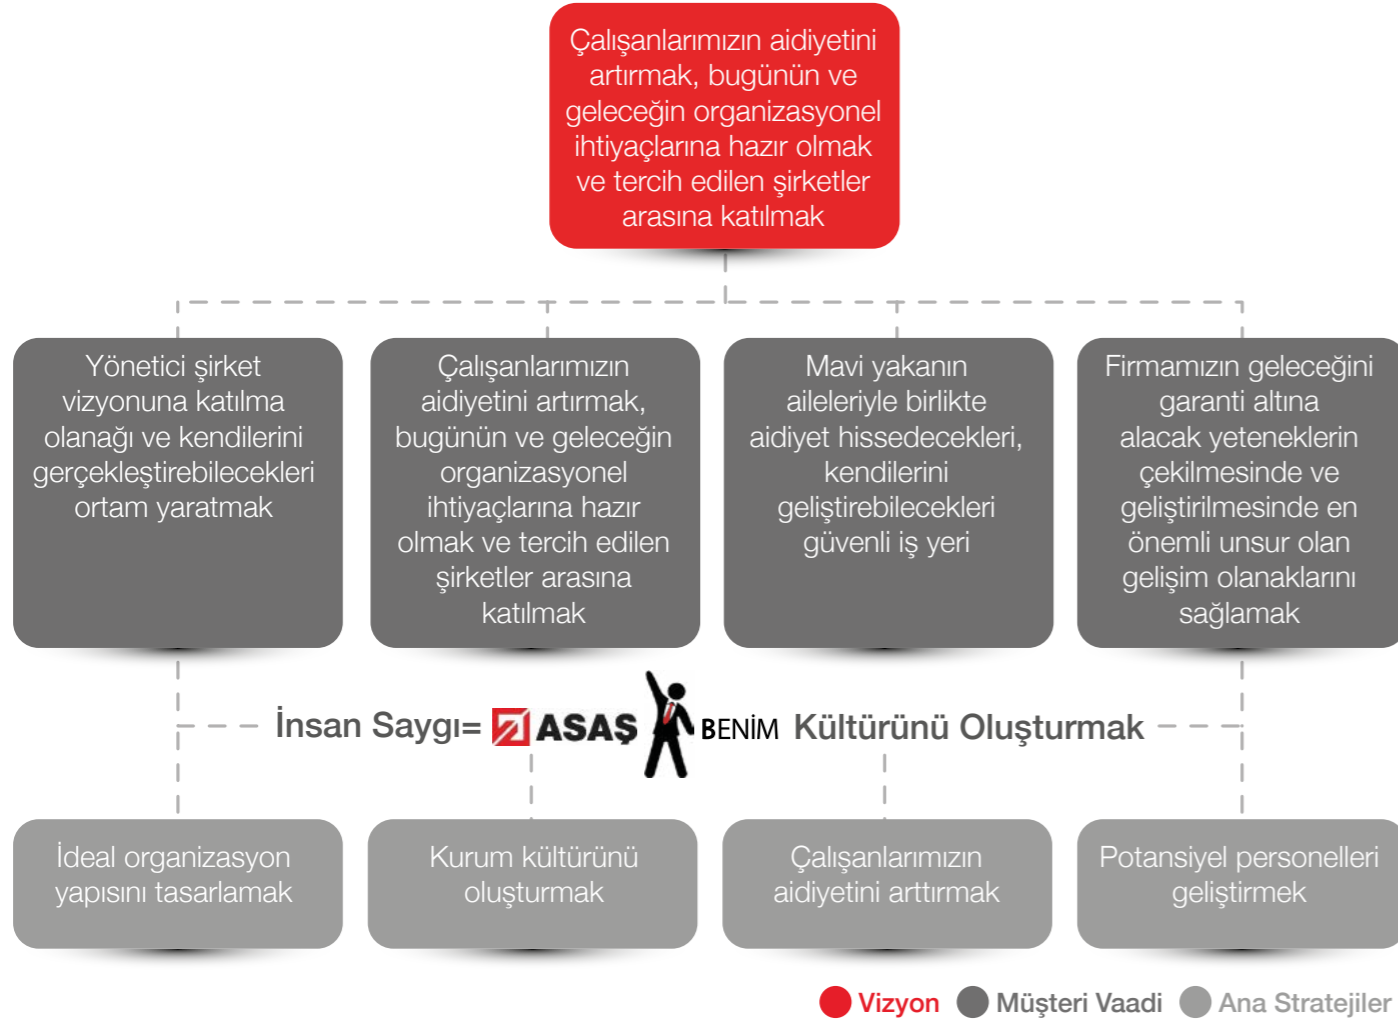 Çalışanlarımızın aidiyetini
artırmak, bugünün ve
geleceğin organizasyonel
ihtiyaçlarına hazır olmak
ve tercih edilen şirketler
arasına katılmak
Yönetici şirket
vizyonuna katılma
olanağı ve kendilerini
gerçekleştirebilecekleri
ortam yaratmak
Çalışanlarımızın
aidiyetini artırmak,
bugünün ve geleceğin
organizasyonel
ihtiyaçlarına hazır
olmak ve tercih edilen
şirketler arasına
katılmak
Mavi yakanın
aileleriyle birlikte
aidiyet hissedecekleri,
kendilerini
geliştirebilecekleri
güvenli iş yeri
Firmamızın geleceğini
garanti altına
alacak yeteneklerin
çekilmesinde ve
geliştirilmesinde en
önemli unsur olan
gelişim olanaklarını
sağlamak
İnsan Saygı= ASAŞ BENİM Kültürünü Oluşturmak
İdeal organizasyon
yapısını tasarlamak
Kurum kültürünü
oluşturmak
Çalışanlarımızın
aidiyetini arttırmak
Potansiyel personelleri
geliştirmek
Vizyon Müşteri Vaadi Ana Stratejiler